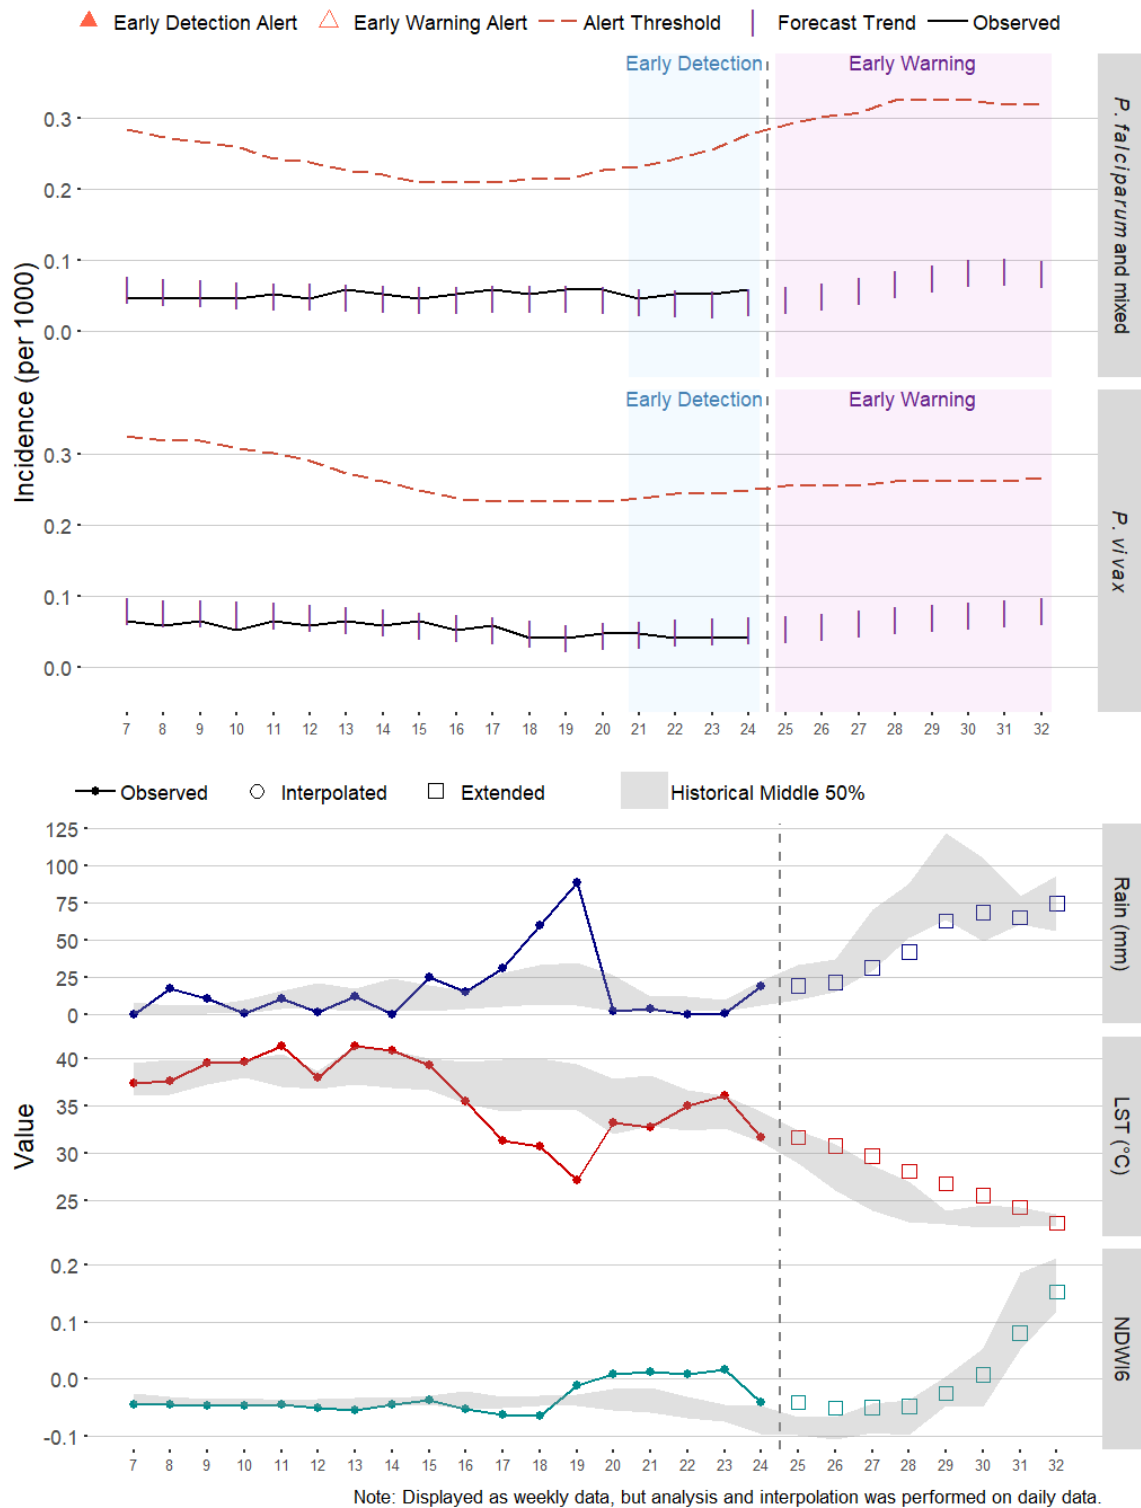 Early Detection Alert Early Warning Alert Alert Threshold Forecast Trend Observed
Incidence (per 1000)
Early Detection Early Warning
0.3
0.2
0.1
0.0
P. falciparum and mixed
Early Detection Early Warning
0.3
0.2
0.1
0.0
P. vivax
7 8 9 10 11 12 13 14 15 16 17 18 19 20 21 22 23 24 25 26 27 28 29 30 31 32
Observed Interpolated Extended Historical Middle 50%
Value
125
100
75
50
25
0
Rain (mm)
40
35
30
25
LST (°C)
0.2
0.1
0.0
-0.1
NDWI6
7 8 9 10 11 12 13 14 15 16 17 18 19 20 21 22 23 24 25 26 27 28 29 30 31 32
Note: Displayed as weekly data, but analysis and interpolation was performed on daily data.